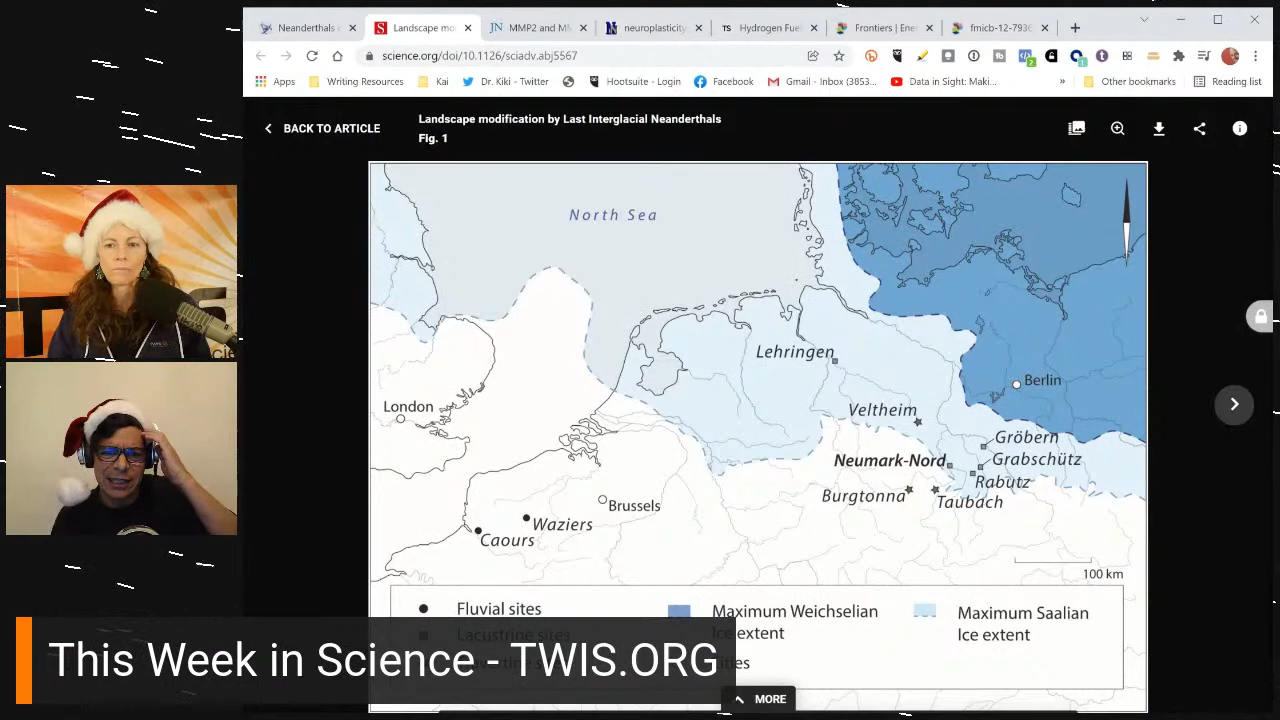 Neanderthals c
Landscape mo
MMP2 and M
neuroplasticity
Hydrogen Fue
Frontiers | Ene
fmicb-12-7936
science.org/doi/10.1126/sciadv.abj5567
Apps
Writing Resources
Kai
Dr. Kiki - Twitter
Hootsuite - Login
Facebook
Gmail - Inbox (3853...
Data in Sight: Maki...
»
Other bookmarks
Reading list
BACK TO ARTICLE
Landscape modification by Last Interglacial Neanderthals
Fig. 1
North Sea
Lehringen
Berlin
London
Veltheim
Gröbern
Grabschütz
Neumark-Nord
Rabutz
Burgtonna
Taubach
Brussels
Waziers
Caours
100 km
Fluvial sites
Lacustrine sites
Maximum Weichselian
Ice extent
Maximum Saalian
Ice extent
This Week in Science - TWIS.ORG
MORE